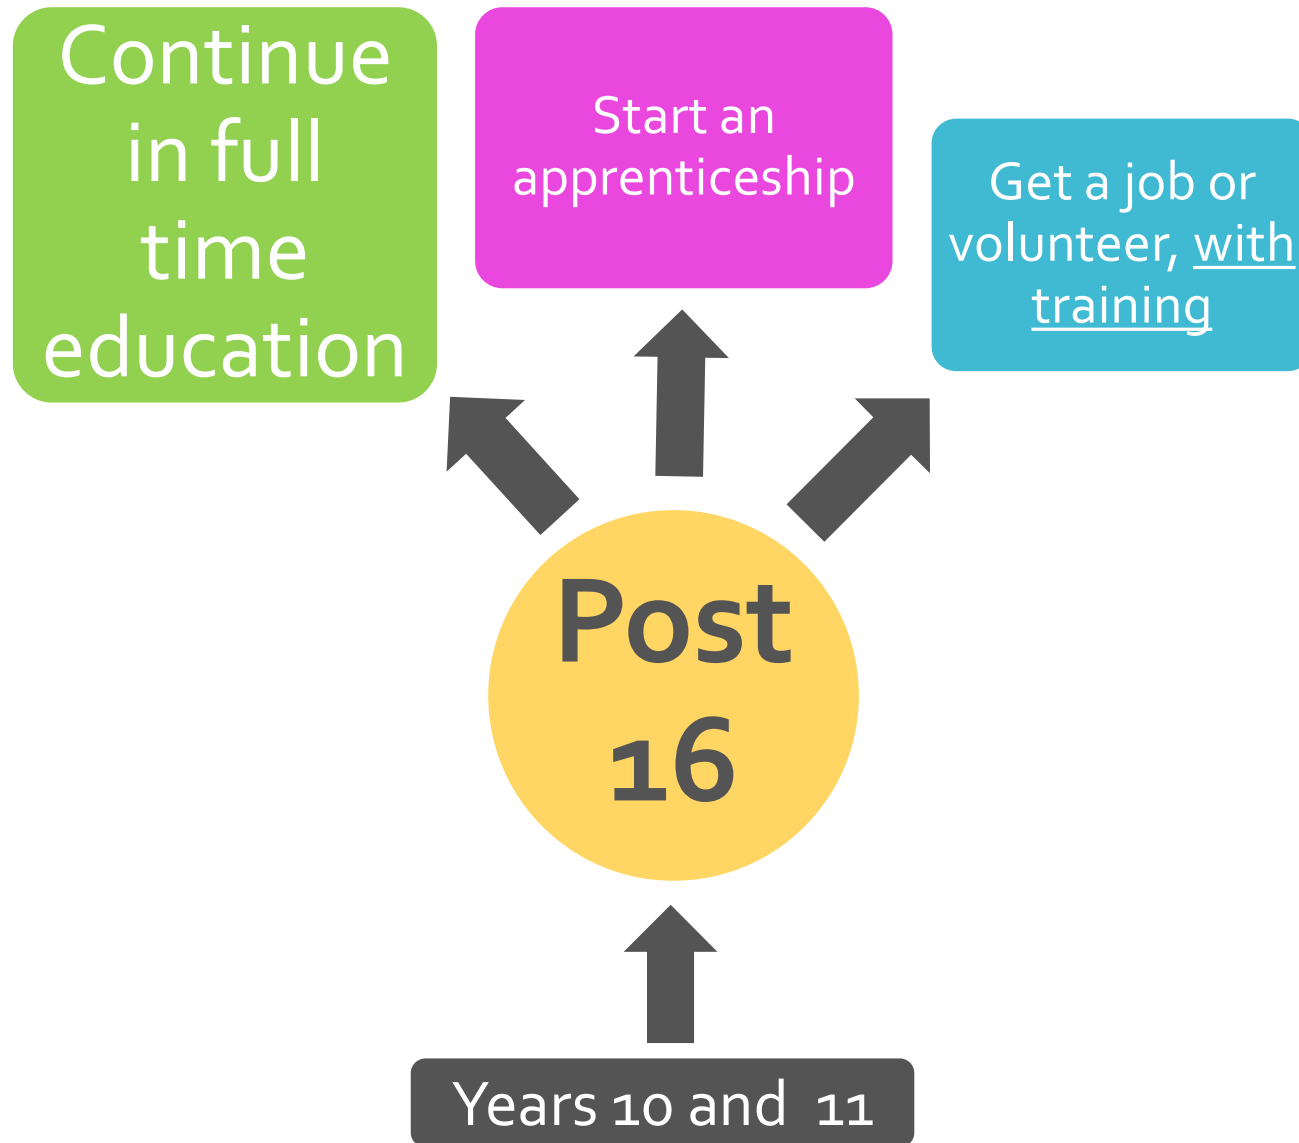 Continue
in full
time
education
Start an
apprenticeship
Get a job or
volunteer, with
training
Post
16
Years 10 and  11